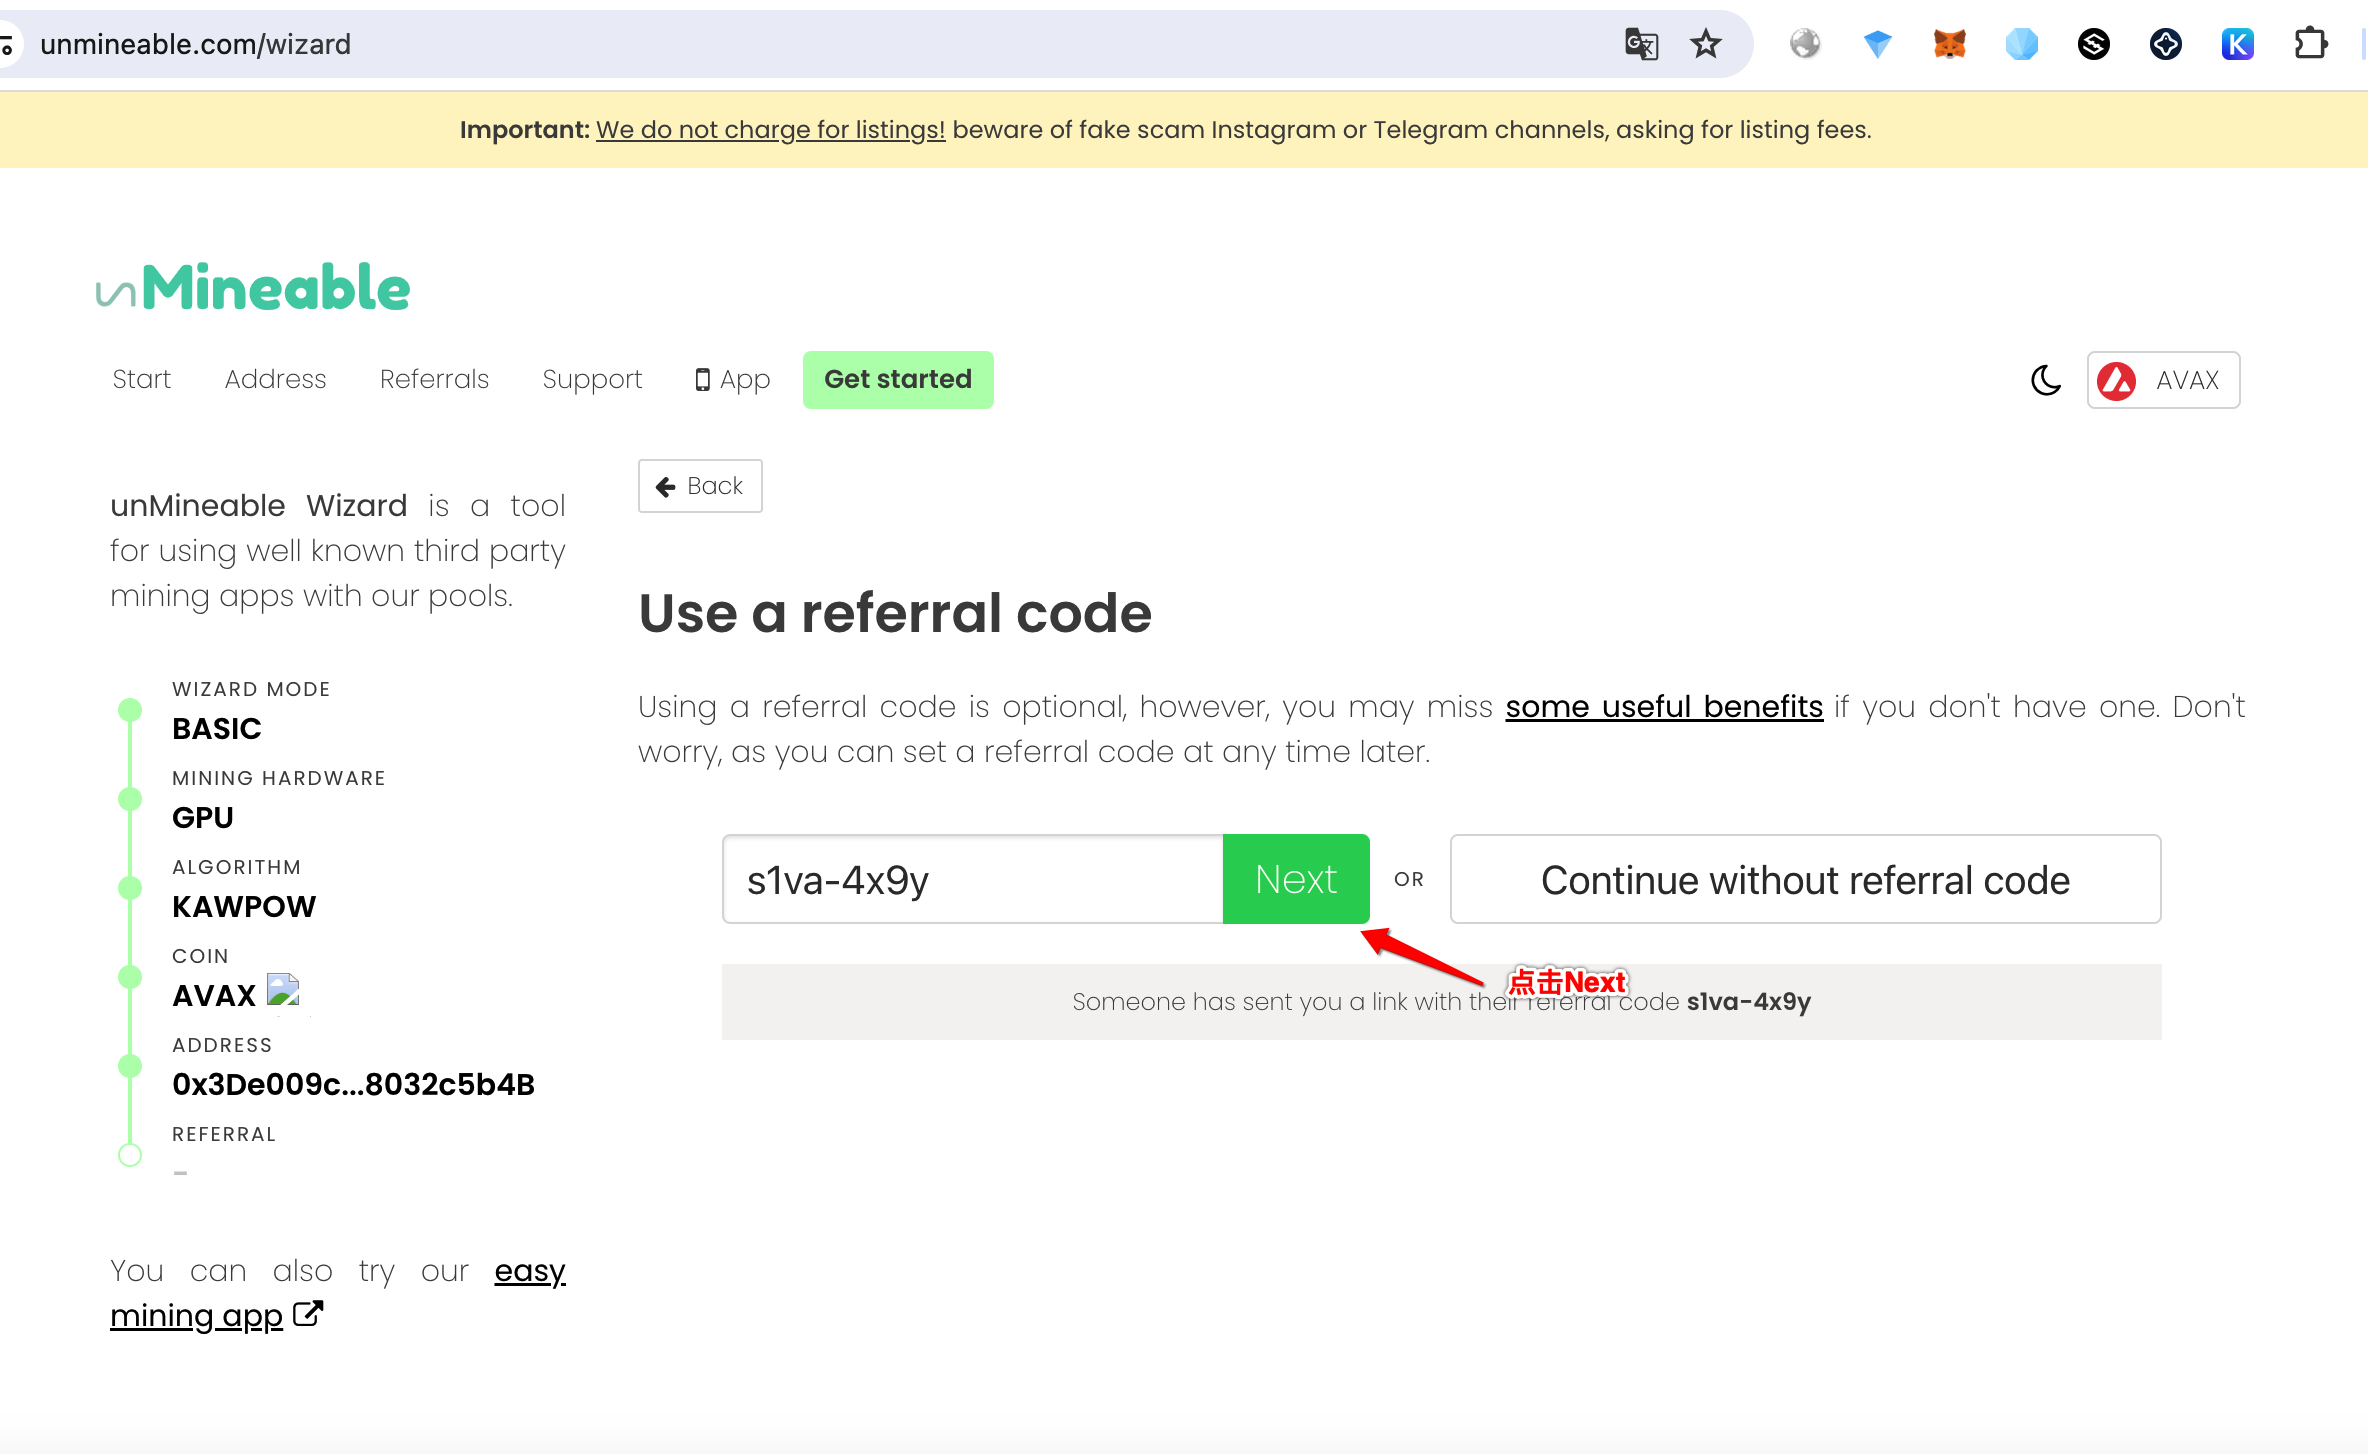 unmineable.com/wizard
Important: We do not charge for listings! beware of fake scam Instagram or Telegram channels, asking for listing fees.
unMineable
Start Address Referrals Support App Get started AVAX
Back
unMineable Wizard is a tool
for using well known third party
mining apps with our pools.
WIZARD MODE
BASIC
MINING HARDWARE
GPU
ALGORITHM
KAWPOW
COIN
AVAX
ADDRESS
0x3De009c...8032c5b4B
REFERRAL
-
You can also try our easy
mining app
Use a referral code
Using a referral code is optional, however, you may miss some useful benefits if you don't have one. Don't
worry, as you can set a referral code at any time later.
s1va-4x9y Next OR Continue without referral code
点击Next
Someone has sent you a link with their referral code s1va-4x9y